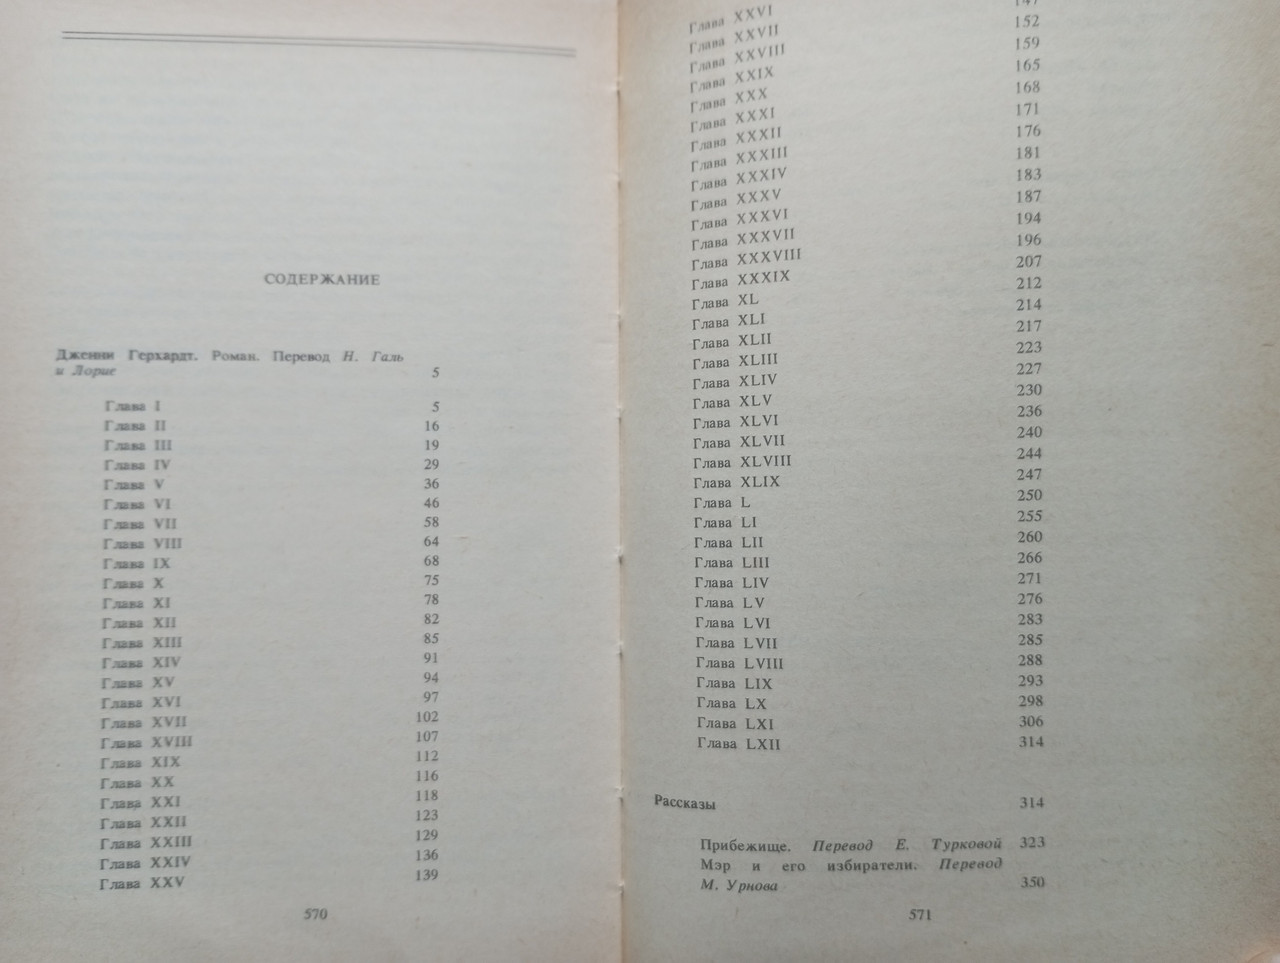 СОДЕРЖАНИЕ
Дженни Герхардт. Роман. Перевод Н. Галь
и Лорие 5
Глава I 5
Глава II 16
Глава III 19
Глава IV 29
Глава V 36
Глава VI 46
Глава VII 58
Глава VIII 64
Глава IX 68
Глава X 75
Глава XI 78
Глава XII 82
Глава XIII 85
Глава XIV 91
Глава XV 94
Глава XVI 97
Глава XVII 102
Глава XVIII 107
Глава XIX 112
Глава XX 116
Глава XXI 118
Глава XXII 123
Глава XXIII 129
Глава XXIV 136
Глава XXV 139
570
Глава XXVI
Глава XXVII 147
Глава XXVIII 152
Глава XXIX 159
Глава XXX 165
Глава XXXI 168
Глава XXXII 171
Глава XXXIII 176
Глава XXXIV 181
Глава XXXV 183
Глава XXXVI 187
Глава XXXVII 194
Глава XXXVIII 196
Глава XXXIX 207
Глава XL 212
Глава XLI 214
Глава XLII 217
Глава XLIII 223
Глава XLIV 227
Глава XLV 230
Глава XLVI 236
Глава XLVII 240
Глава XLVIII 244
Глава XLIX 247
Глава L 250
Глава LI 255
Глава LII 260
Глава LIII 266
Глава LIV 271
Глава LV 276
Глава LVI 283
Глава LVII 285
Глава LVIII 288
Глава LIX 293
Глава LX 298
Глава LXI 306
Глава LXII 314
Рассказы 314
Прибежище. Перевод Е. Турковой 323
Мэр и его избиратели. Перевод
М. Урнова 350
571